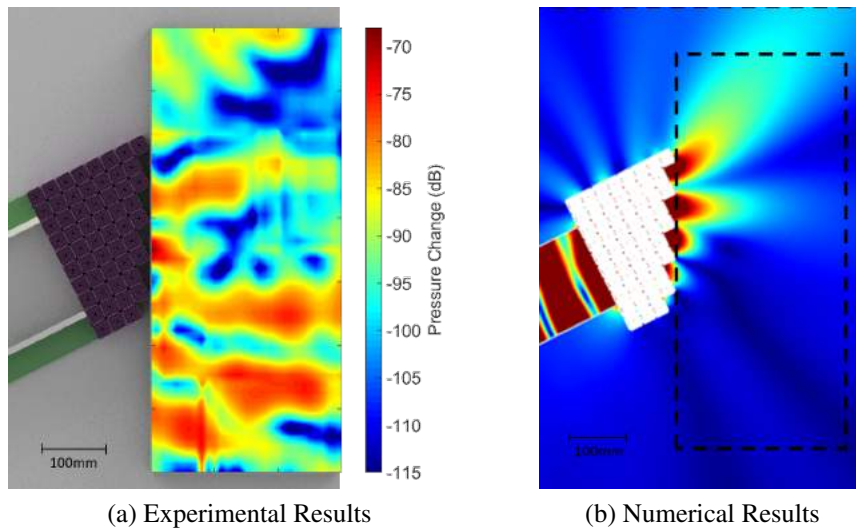 -70
-75
-80
-85
-90
-95
-100
-105
-110
-115
Pressure Change (dB)
100mm
100mm
(a) Experimental Results
(b) Numerical Results